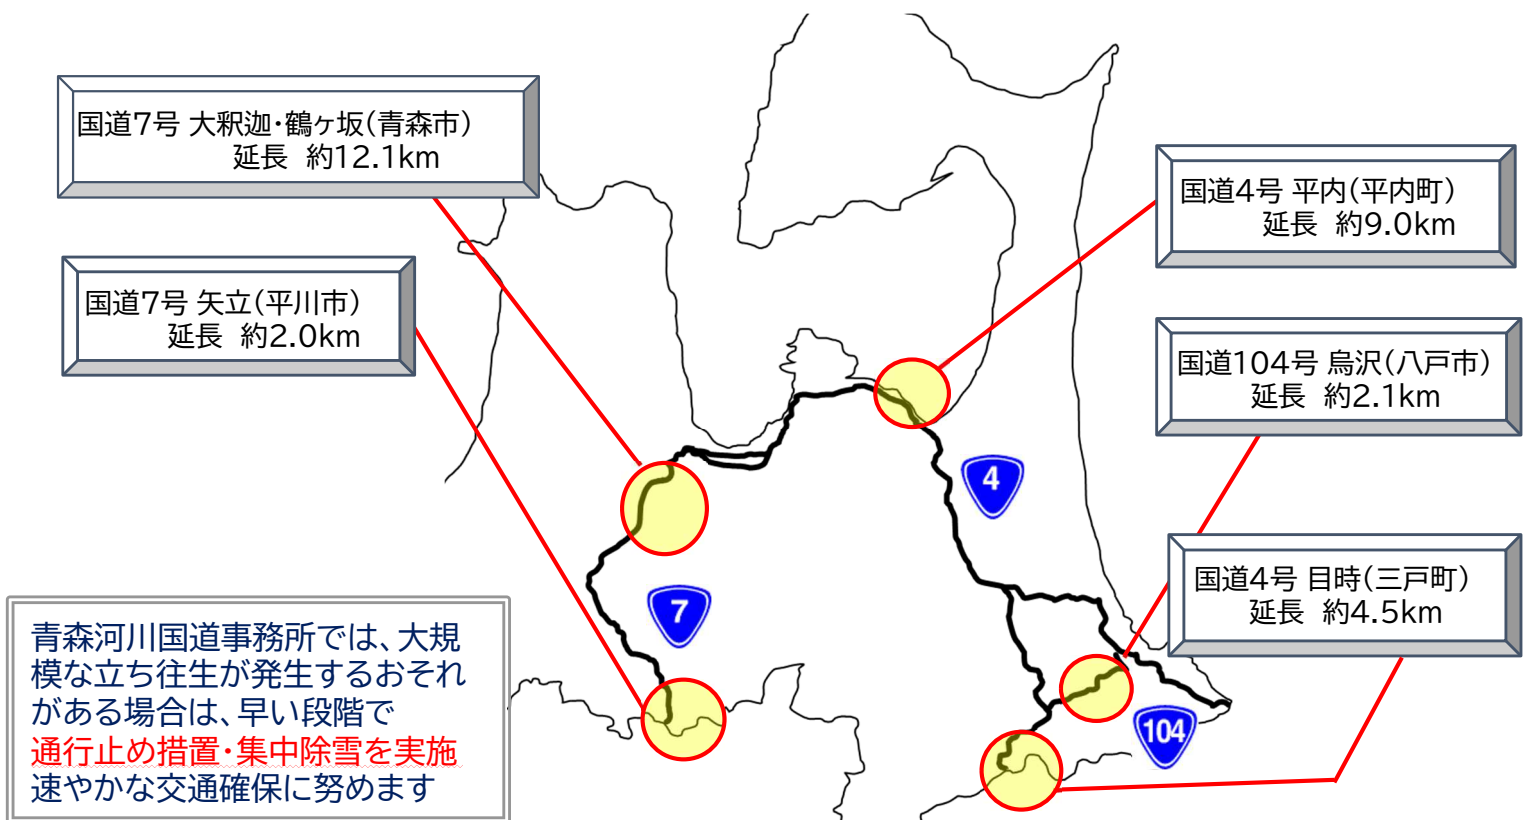 国道7号 大釈迦・鶴ヶ坂(青森市)
延長 約12.1km
国道7号 矢立(平川市)
延長 約2.0km
国道4号 平内(平内町)
延長 約9.0km
国道104号 烏沢(八戸市)
延長 約2.1km
国道4号 目時(三戸町)
延長 約4.5km
4
7
104
青森河川国道事務所では、大規
模な立ち往生が発生するおそれ
がある場合は、早い段階で
通行止め措置・集中除雪を実施
速やかな交通確保に努めます